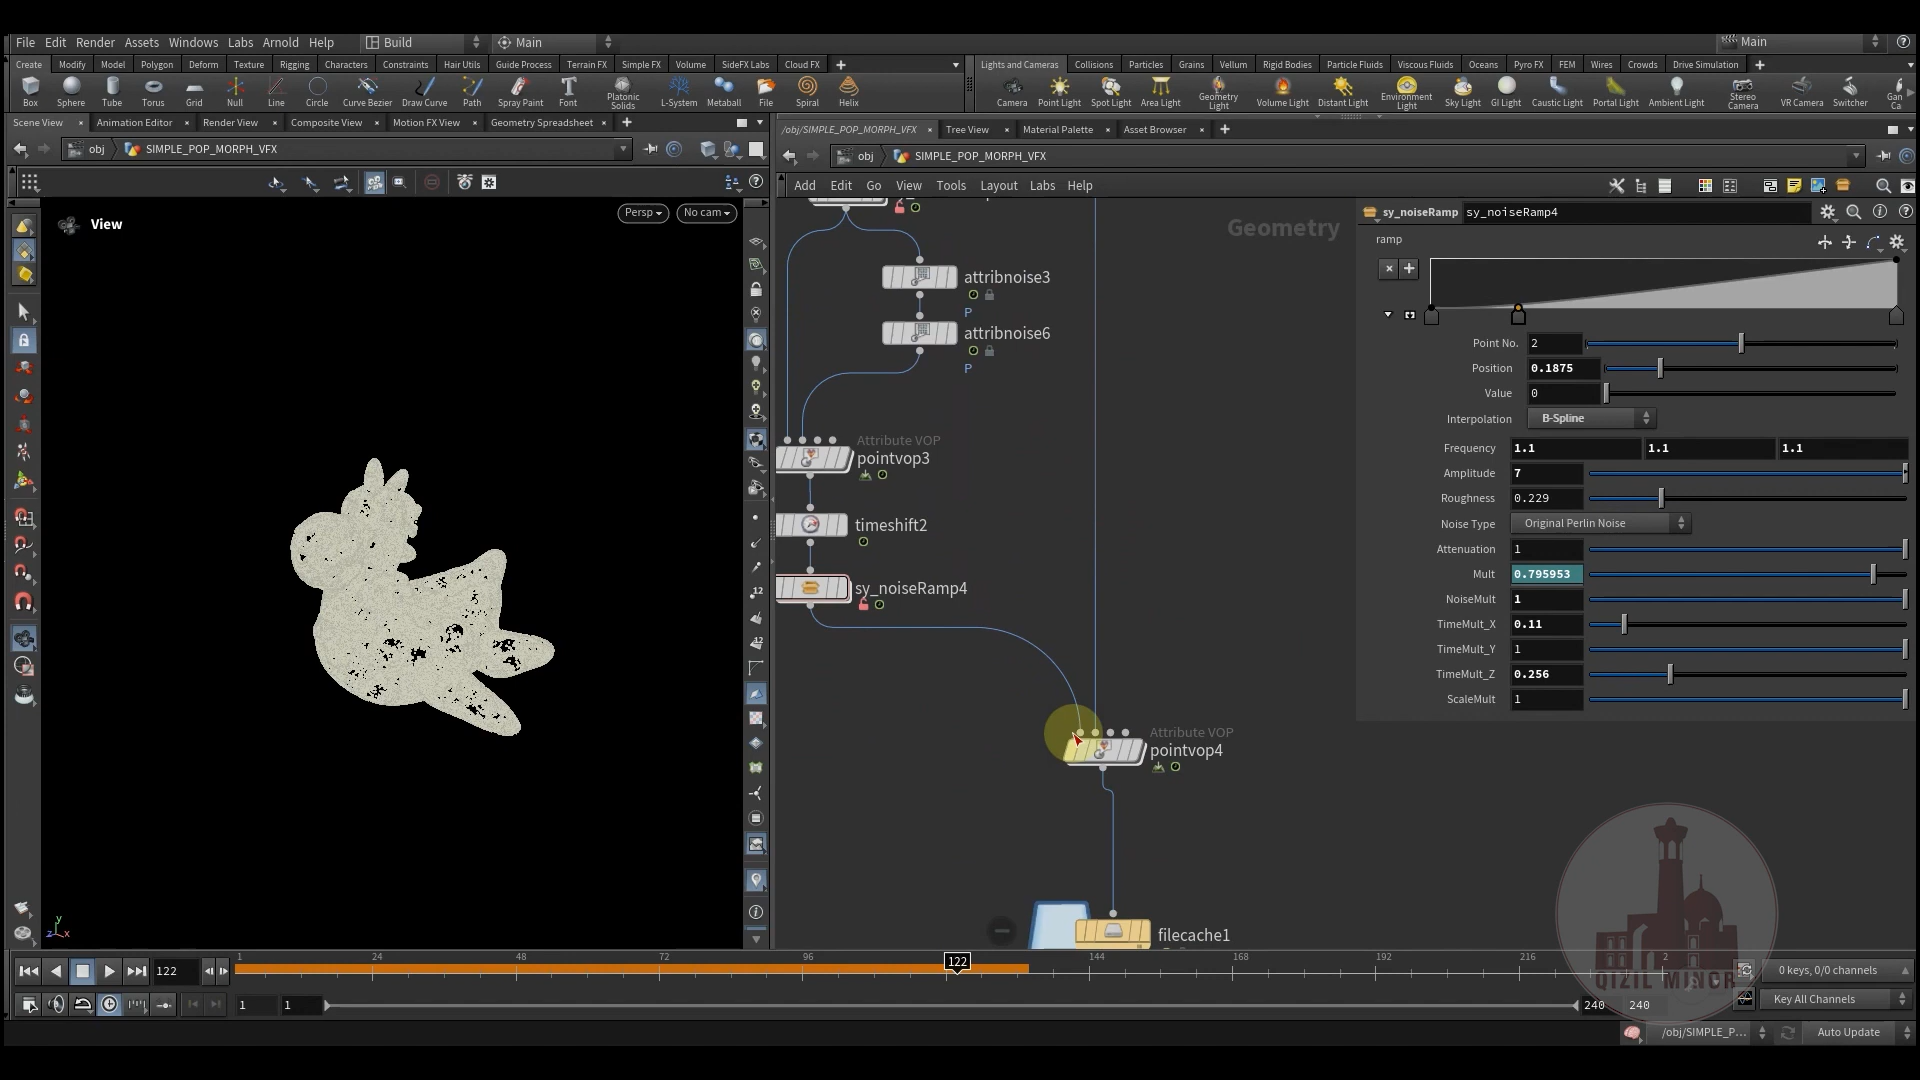 File Edit Render Assets Windows Labs Arnold Help Build Main Main
Create Modify Model Polygon Deform Texture Rigging Characters Constraints Hair Utils Guide Process Terrain FX Simple FX Volume SideFX Labs Cloud FX
Lights and Cameras Collisions Particles Grains Vellum Rigid Bodies Particle Fluids Viscous Fluids Oceans Pyro FX FEM Wires Crowds Drive Simulation
Box Sphere Tube Torus Grid Null Line Circle Curve Bezier Draw Curve Path Spray Paint Font Platonic Solids L-System Metaball File Spiral Helix
Camera Point Light Spot Light Area Light Geometry Light Volume Light Distant Light Environment Light Sky Light GI Light Caustic Light Portal Light Ambient Light Stereo Camera VR Camera Switcher Gan Ca
Scene View Animation Editor Render View Composite View Motion FX View Geometry Spreadsheet
/obj/SIMPLE_POP_MORPH_VFX Tree View Material Palette Asset Browser
obj SIMPLE_POP_MORPH_VFX
obj SIMPLE_POP_MORPH_VFX
Add Edit Go View Tools Layout Labs Help
View
Persp No cam
Geometry
attribnoise3
P
attribnoise6
P
Attribute VOP
pointvop3
timeshift2
sy_noiseRamp4
Attribute VOP
pointvop4
filecache1
sy_noiseRamp sy_noiseRamp4
ramp
Point No. 2
Position 0.1875
Value 0
Interpolation B-Spline
Frequency 1.1 1.1 1.1
Amplitude 7
Roughness 0.229
Noise Type Original Perlin Noise
Attenuation 1
Mult 0.795953
NoiseMult 1
TimeMult_X 0.11
TimeMult_Y 1
TimeMult_Z 0.256
ScaleMult 1
12
12
y
z x
QIZIL MINOR
122
1 24 48 72 96 122 144 168 192 216 2
0 keys, 0/0 channels
1 1 240 240
Key All Channels
/obj/SIMPLE_P... Auto Update